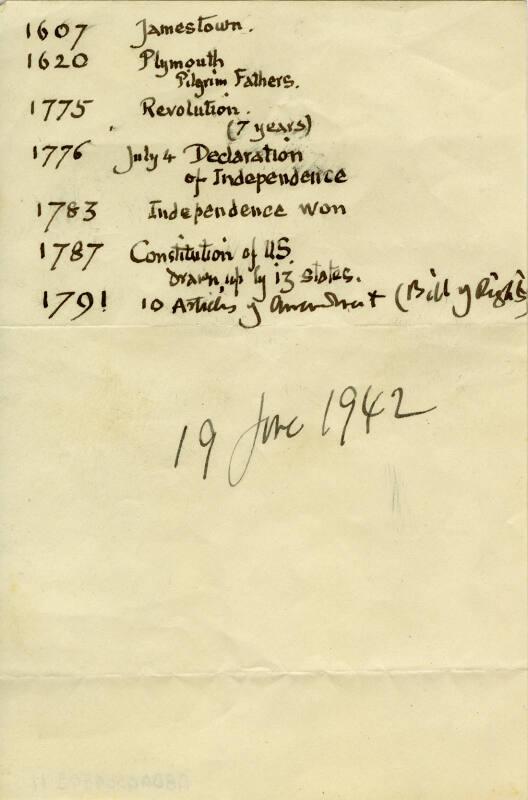 1607 Jamestown.
1620 Plymouth
Pilgrim Fathers.
1775 Revolution.
(7 years)
1776 July 4 Declaration
of Independence
1783 Independence won
1787 Constitution of US.
drawn up by 13 states.
1791 10 Articles of Amendment (Bill of Rights)
19 June 1942